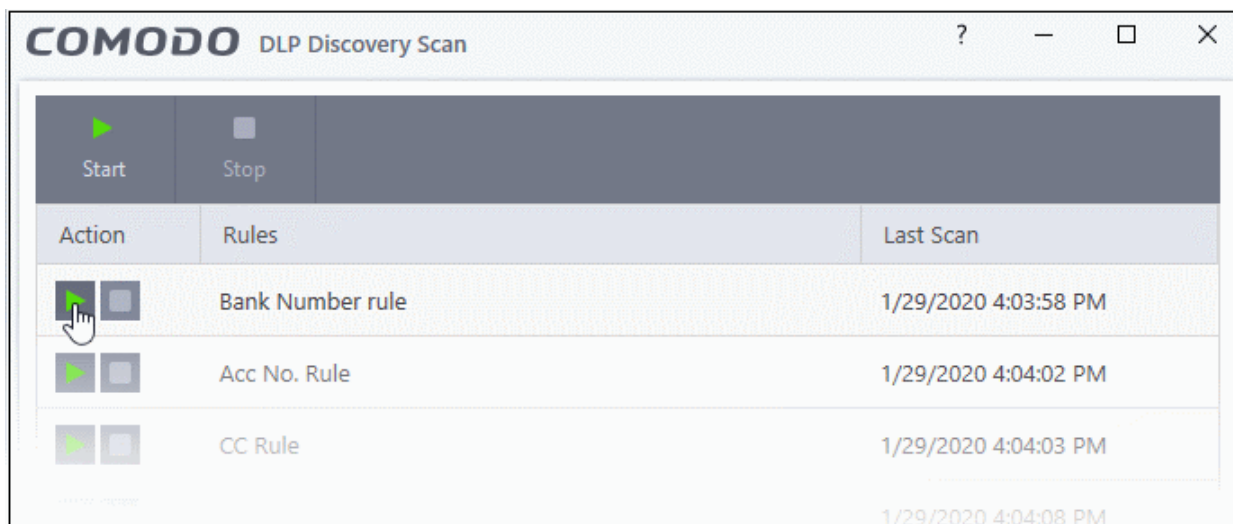 COMODO DLP Discovery Scan ?
Start Stop
Action Rules Last Scan
Bank Number rule 1/29/2020 4:03:58 PM
Acc No. Rule 1/29/2020 4:04:02 PM
CC Rule 1/29/2020 4:04:03 PM
1/29/2020 4:04:08 PM